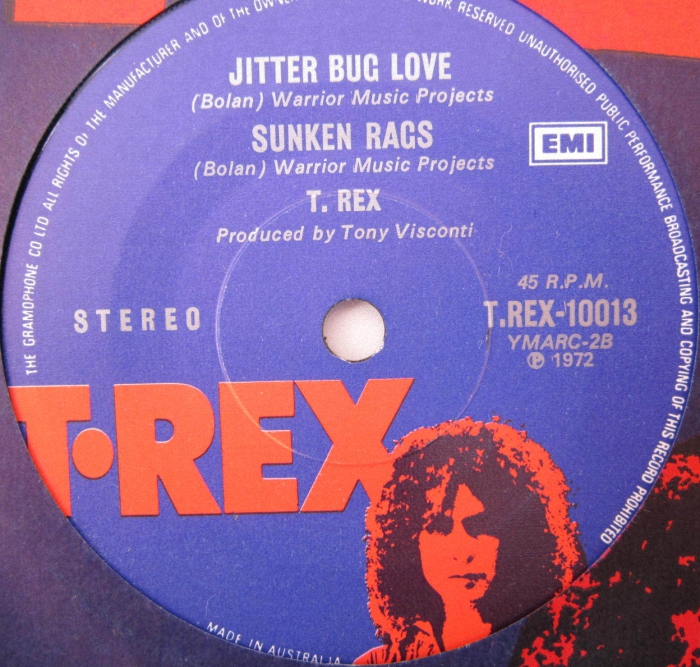 JITTER BUG LOVE
(Bolan) Warrior Music Projects
SUNKEN RAGS
(Bolan) Warrior Music Projects
T. REX
Produced by Tony Visconti
EMI
STEREO
45 R.P.M.
T.REX-10013
YMARC-2B
Ⓟ 1972
T·REX
THE GRAMOPHONE CO LTD ALL RIGHTS OF THE MANUFACTURER AND OF THE OWNER WORK RESERVED UNAUTHORISED PUBLIC PERFORMANCE BROADCASTING AND COPYING OF THIS RECORD PROHIBITED
MADE IN AUSTRALIA